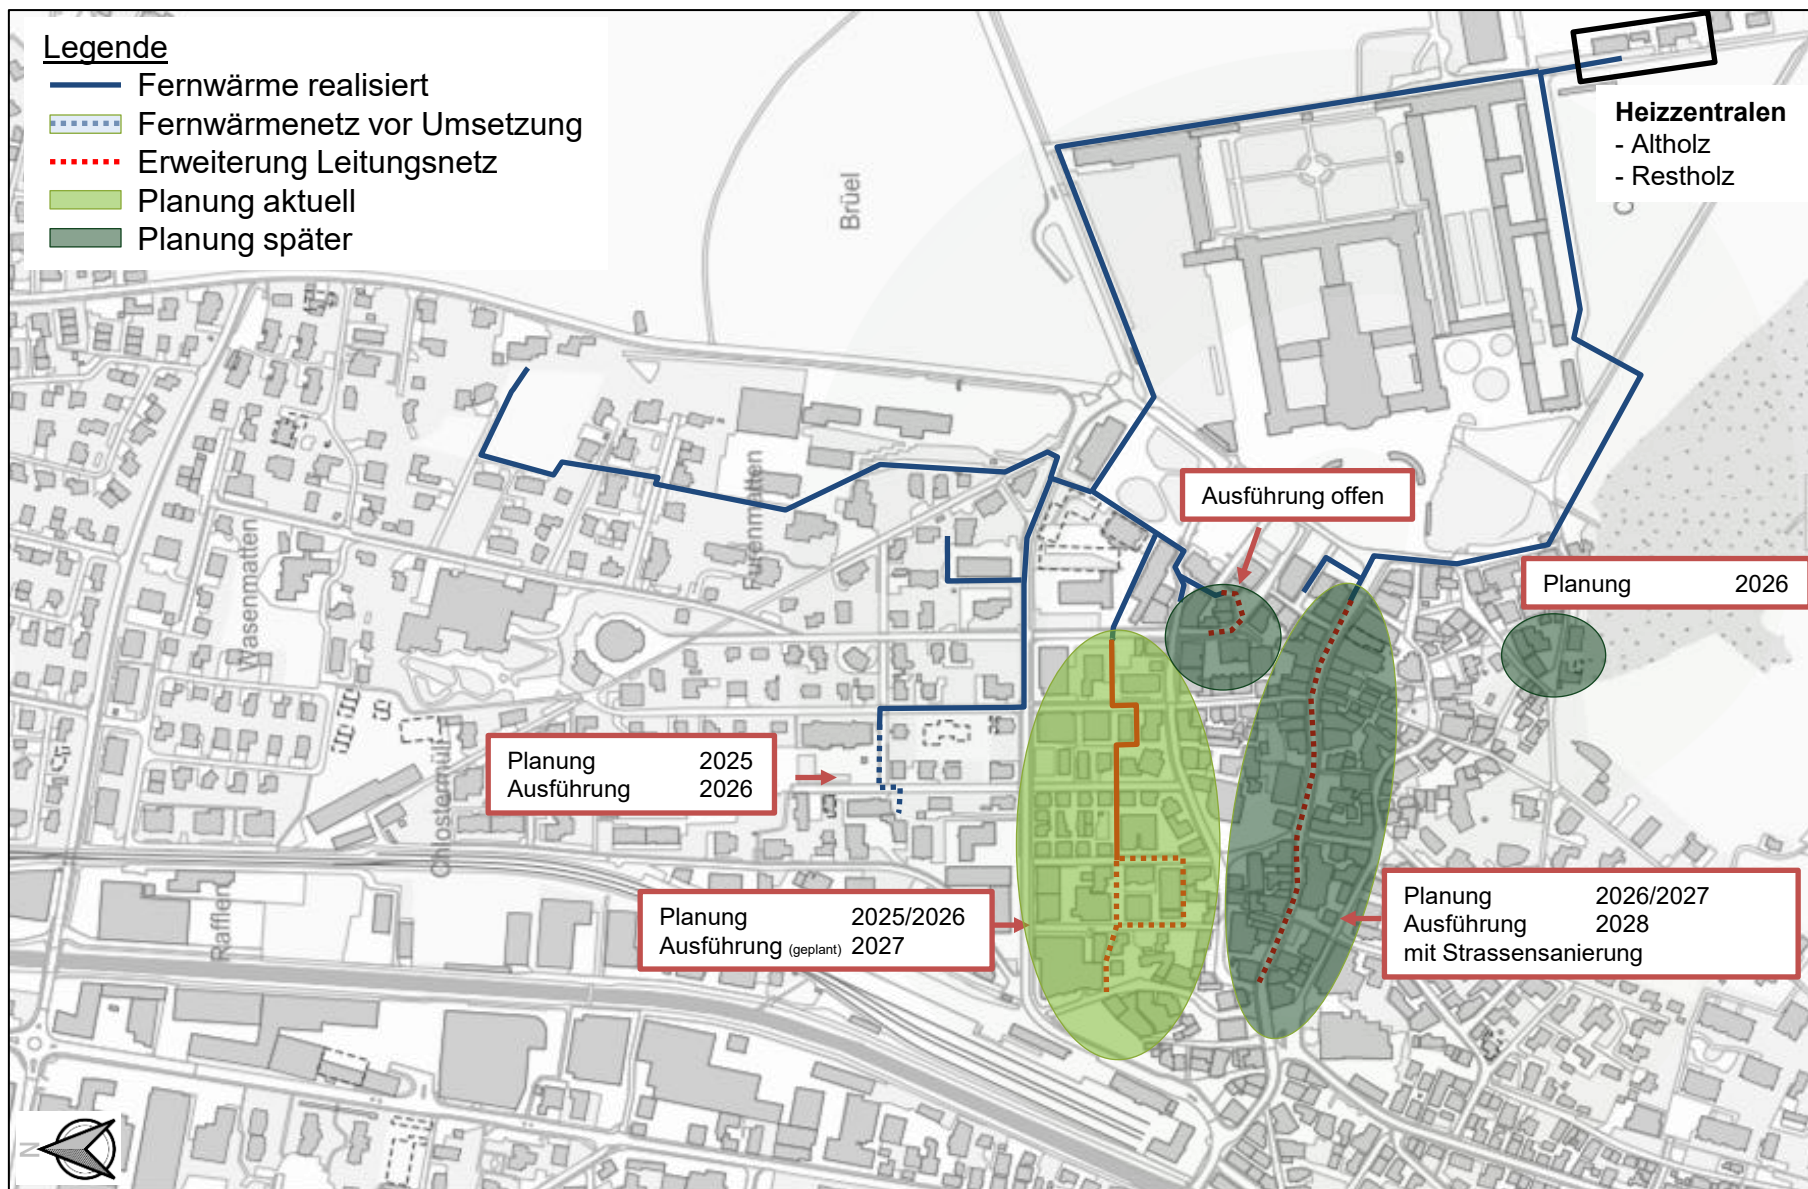 Legende
Fernwärme realisiert
Fernwärmenetz vor Umsetzung
Erweiterung Leitungsnetz
Planung aktuell
Planung später
Heizzentralen
- Altholz
- Restholz
Brüel
Ausführung offen
Planung 2026
Wasenmatten
Planung 2025
Ausführung 2026
Planung 2025/2026
Ausführung (geplant) 2027
Planung 2026/2027
Ausführung 2028
mit Strassensanierung
N